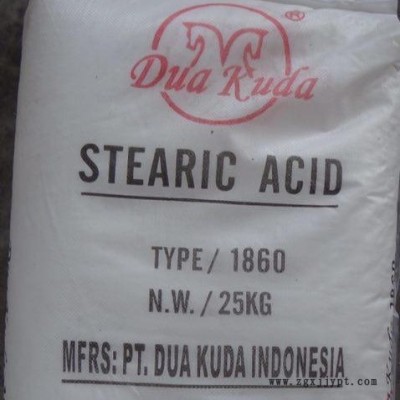 ®
Dua Kuda
STEARIC ACID
TYPE/ 1860
N.W./25KG
MFRS: PT. DUA KUDA INDONESIA
www.zgxjjypt.com